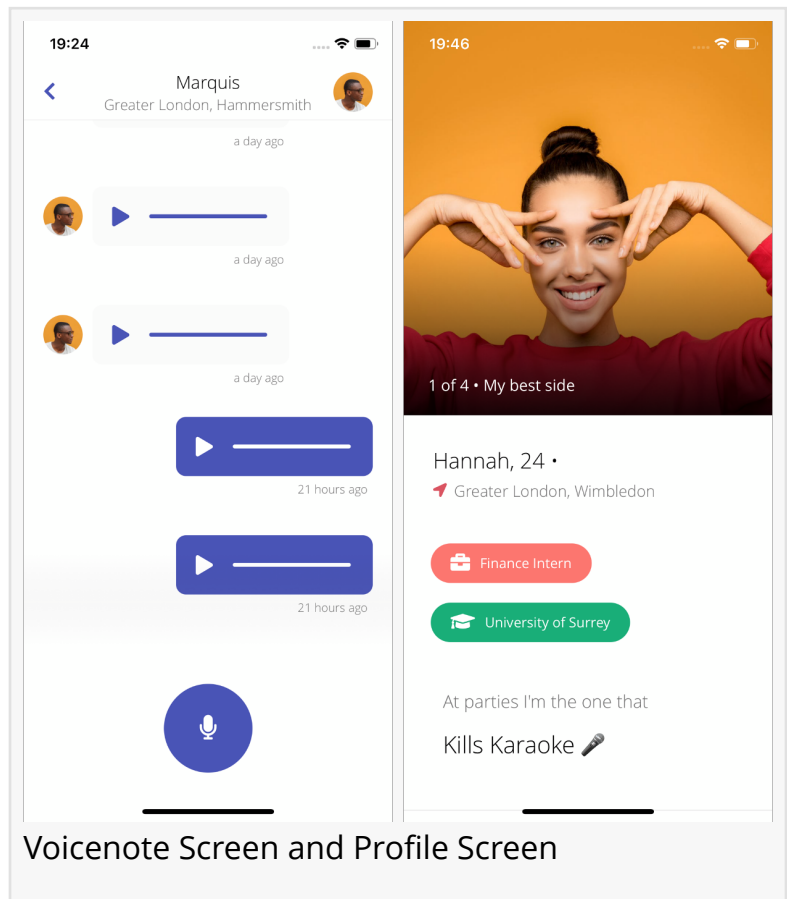 19:24
Marquis
Greater London, Hammersmith
a day ago
a day ago
a day ago
21 hours ago
21 hours ago
19:46
1 of 4 • My best side
Hannah, 24 •
Greater London, Wimbledon
Finance Intern
University of Surrey
At parties I'm the one that
Kills Karaoke 🎤
Voicenote Screen and Profile Screen